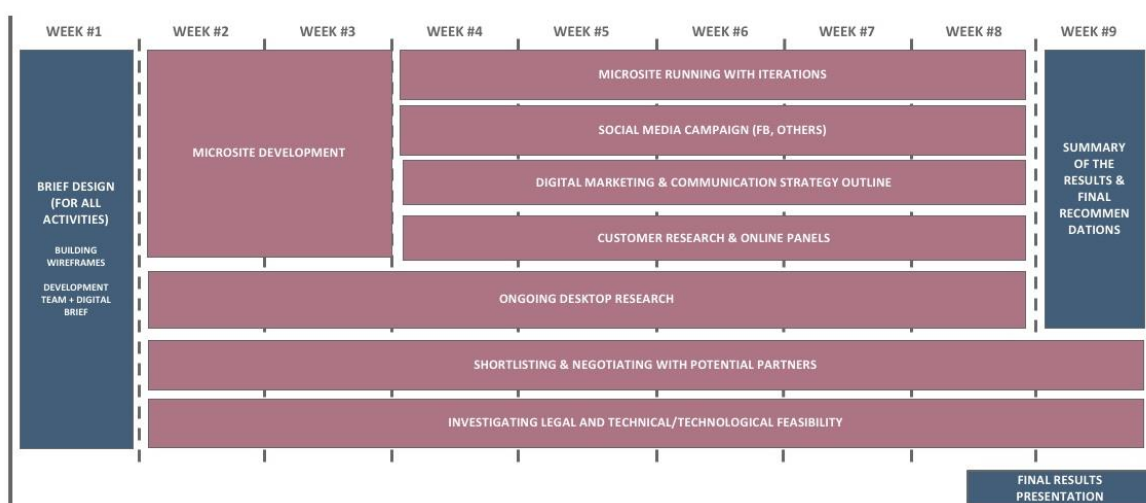 WEEK #1
WEEK #2
WEEK #3
WEEK #4
WEEK #5
WEEK #6
WEEK #7
WEEK #8
WEEK #9
BRIEF DESIGN
(FOR ALL
ACTIVITIES)
BUILDING
WIREFRAMES
DEVELOPMENT
TEAM + DIGITAL
BRIEF
MICROSITE DEVELOPMENT
MICROSITE RUNNING WITH ITERATIONS
SOCIAL MEDIA CAMPAIGN (FB, OTHERS)
DIGITAL MARKETING & COMMUNICATION STRATEGY OUTLINE
CUSTOMER RESEARCH & ONLINE PANELS
ONGOING DESKTOP RESEARCH
SHORTLISTING & NEGOTIATING WITH POTENTIAL PARTNERS
INVESTIGATING LEGAL AND TECHNICAL/TECHNOLOGICAL FEASIBILITY
SUMMARY
OF THE
RESULTS &
FINAL
RECOMMEN
DATIONS
FINAL RESULTS
PRESENTATION